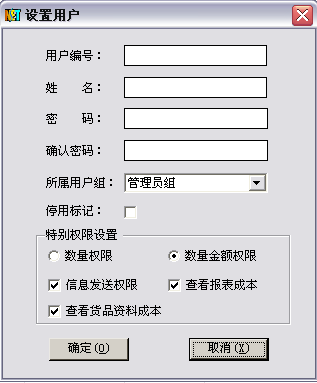 设置用户
用户编号：
姓　　名：
密　　码：
确认密码：
所属用户组： 管理员组
停用标记：
特别权限设置
数量权限 数量金额权限
信息发送权限 查看报表成本
查看货品资料成本
确定(O) 取消(X)